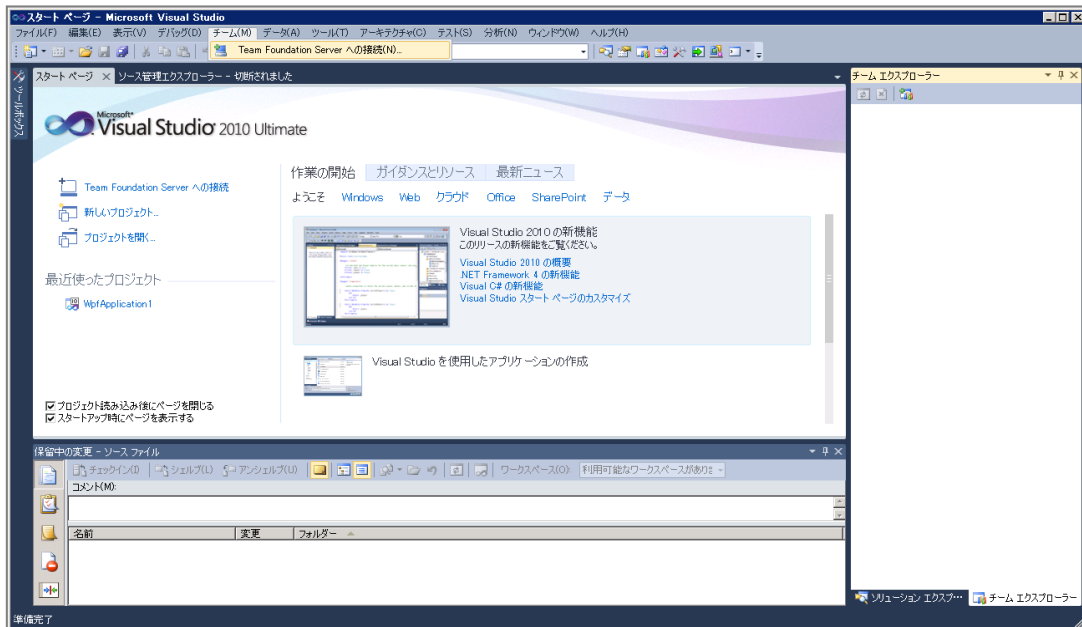 スタート ページ - Microsoft Visual Studio
ファイル(F) 編集(E) 表示(V) デバッグ(D) チーム(M) データ(A) ツール(T) アーキテクチャ(C) テスト(S) 分析(N) ウィンドウ(W) ヘルプ(H)
Team Foundation Server への接続(N)...
ツールボックス
スタート ページ ソース管理エクスプローラー - 切断されました
チーム エクスプローラー
Microsoft
Visual Studio 2010 Ultimate
Team Foundation Server への接続
新しいプロジェクト...
プロジェクトを開く...
最近使ったプロジェクト
WpfApplication1
プロジェクト読み込み後にページを閉じる
スタートアップ時にページを表示する
作業の開始 ガイダンスとリソース 最新ニュース
ようこそ Windows Web クラウド Office SharePoint データ
Visual Studio 2010 の新機能
このリリースの新機能をご覧ください。
Visual Studio 2010 の概要
.NET Framework 4 の新機能
Visual C# の新機能
Visual Studio スタート ページのカスタマイズ
Visual Studio を使用したアプリケーションの作成
保留中の変更 - ソース ファイル
チェックイン(I) シェルブ(L) アンシェルブ(U) ワークスペース(O): 利用可能なワークスペースがありま
コメント(M):
名前 変更 フォルダー
ソリューション エクスプ… チーム エクスプローラー
準備完了